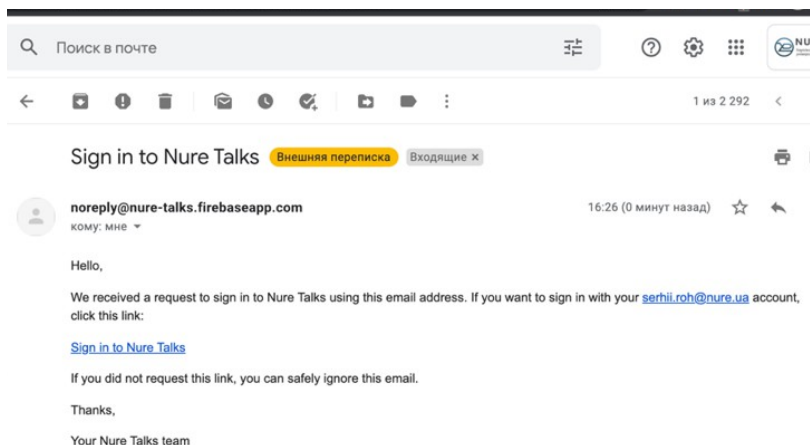 Поиск в почте
NU
1 из 2 292
Sign in to Nure Talks Внешняя переписка Входящие ×
noreply@nure-talks.firebaseapp.com 16:26 (0 минут назад)
кому: мне
Hello,
We received a request to sign in to Nure Talks using this email address. If you want to sign in with your serhii.roh@nure.ua account,
click this link:
Sign in to Nure Talks
If you did not request this link, you can safely ignore this email.
Thanks,
Your Nure Talks team